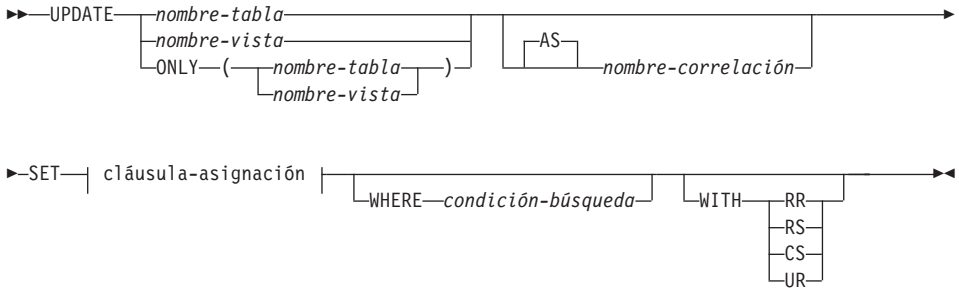 UPDATE nombre-tabla
nombre-vista AS
ONLY ( nombre-tabla ) nombre-correlación
nombre-vista
SET cláusula-asignación
WHERE condición-búsqueda WITH RR
RS
CS
UR